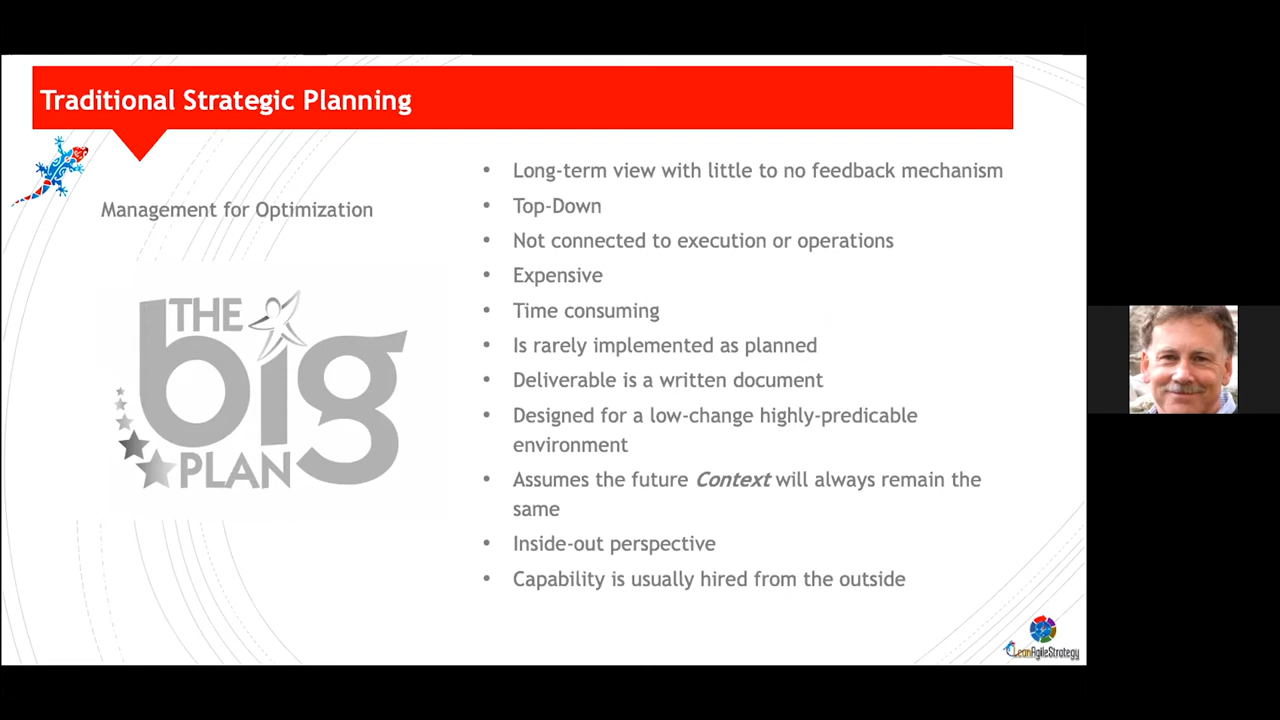 Traditional Strategic Planning
Management for Optimization
THE
big
PLAN
• Long-term view with little to no feedback mechanism
• Top-Down
• Not connected to execution or operations
• Expensive
• Time consuming
• Is rarely implemented as planned
• Deliverable is a written document
• Designed for a low-change highly-predicable
environment
• Assumes the future Context will always remain the
same
• Inside-out perspective
• Capability is usually hired from the outside
LeanAgileStrategy